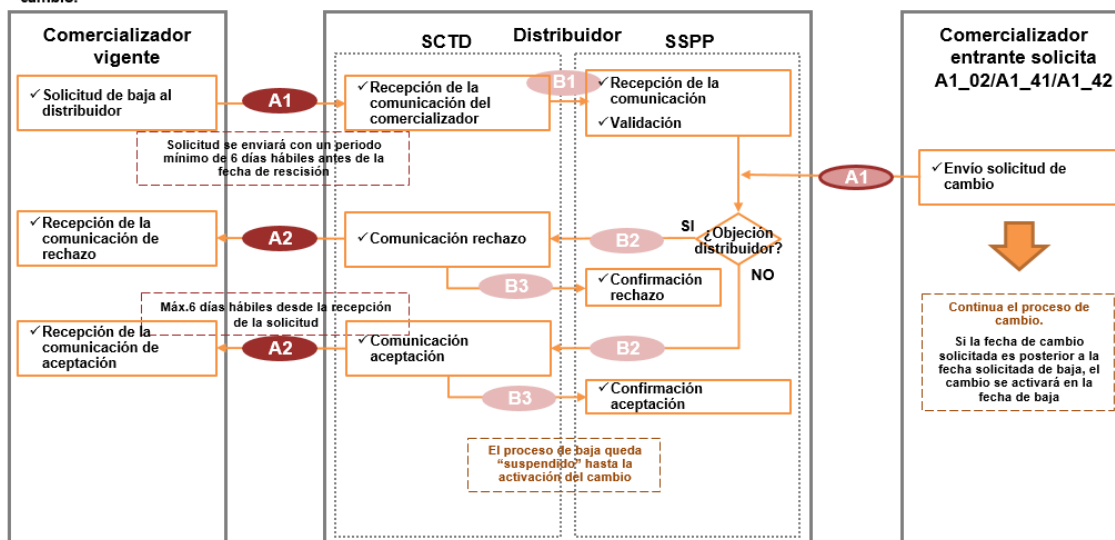 cambio.
Comercializador
vigente
✓Solicitud de baja al
distribuidor
A1
Solicitud se enviará con un periodo
mínimo de 6 días hábiles antes de la
fecha de rescisión
✓Recepción de la
comunicación de
rechazo
A2
Máx.6 días hábiles desde la recepción
de la solicitud
✓Recepción de la
comunicación de
aceptación
A2
Distribuidor
SCTD
✓Recepción de la
comunicación del
comercializador
B1
✓Comunicación rechazo
B2
B3
✓Comunicación
aceptación
B2
B3
El proceso de baja queda
“suspendido” hasta la
activación del cambio
SSPP
✓Recepción de la
comunicación
✓Validación
¿Objeción
distribuidor?
SI
NO
✓Confirmación
rechazo
✓Confirmación
aceptación
A1
Comercializador
entrante solicita
A1_02/A1_41/A1_42
✓Envío solicitud de
cambio
Continua el proceso de
cambio.
Si la fecha de cambio
solicitada es posterior a la
fecha solicitada de baja, el
cambio se activará en la
fecha de baja